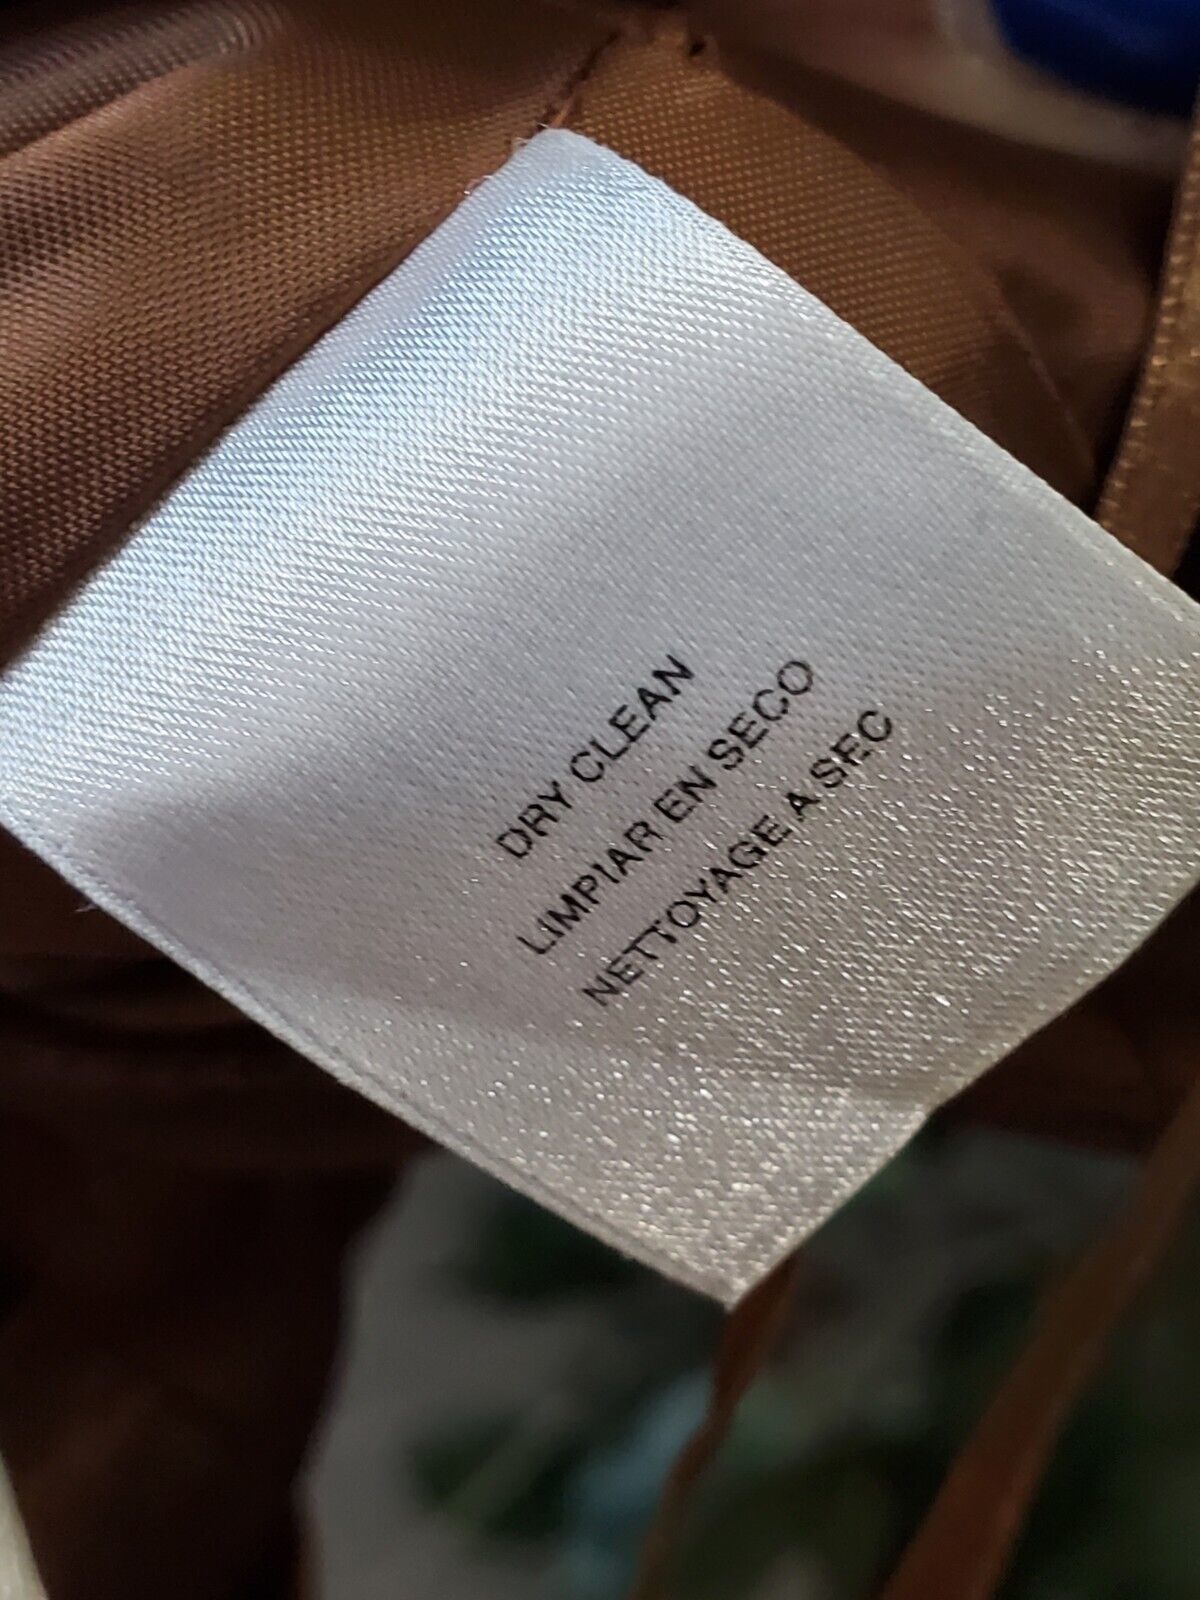 DRY CLEAN
LIMPIAR EN SECO
NETTOYAGE A SEC